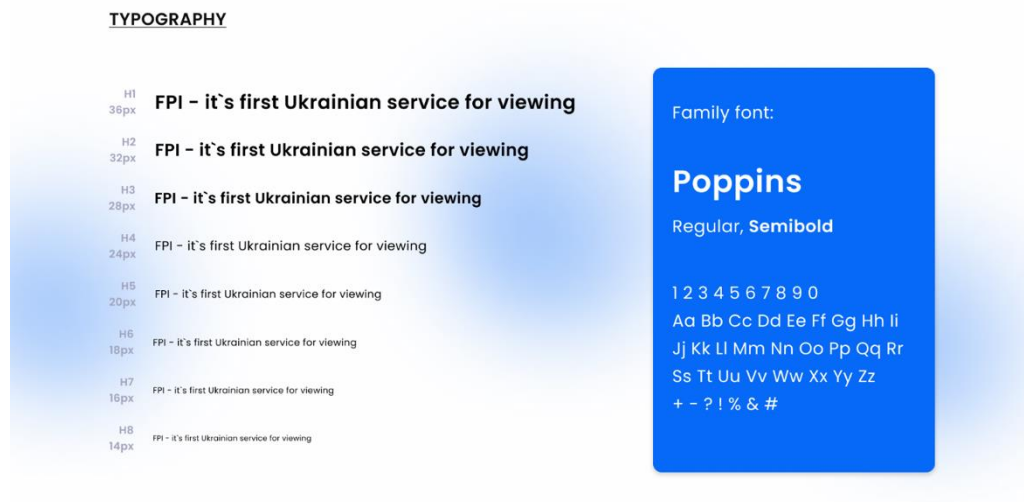 TYPOGRAPHY
H1
36px
FPI - it`s first Ukrainian service for viewing
H2
32px
FPI - it`s first Ukrainian service for viewing
H3
28px
FPI - it`s first Ukrainian service for viewing
H4
24px
FPI - it`s first Ukrainian service for viewing
H5
20px
FPI - it`s first Ukrainian service for viewing
H6
18px
FPI - it`s first Ukrainian service for viewing
H7
16px
FPI - it`s first Ukrainian service for viewing
H8
14px
FPI - it`s first Ukrainian service for viewing
Family font:
Poppins
Regular, Semibold
1 2 3 4 5 6 7 8 9 0
Aa Bb Cc Dd Ee Ff Gg Hh Ii
Jj Kk Ll Mm Nn Oo Pp Qq Rr
Ss Tt Uu Vv Ww Xx Yy Zz
+ - ? ! % & #